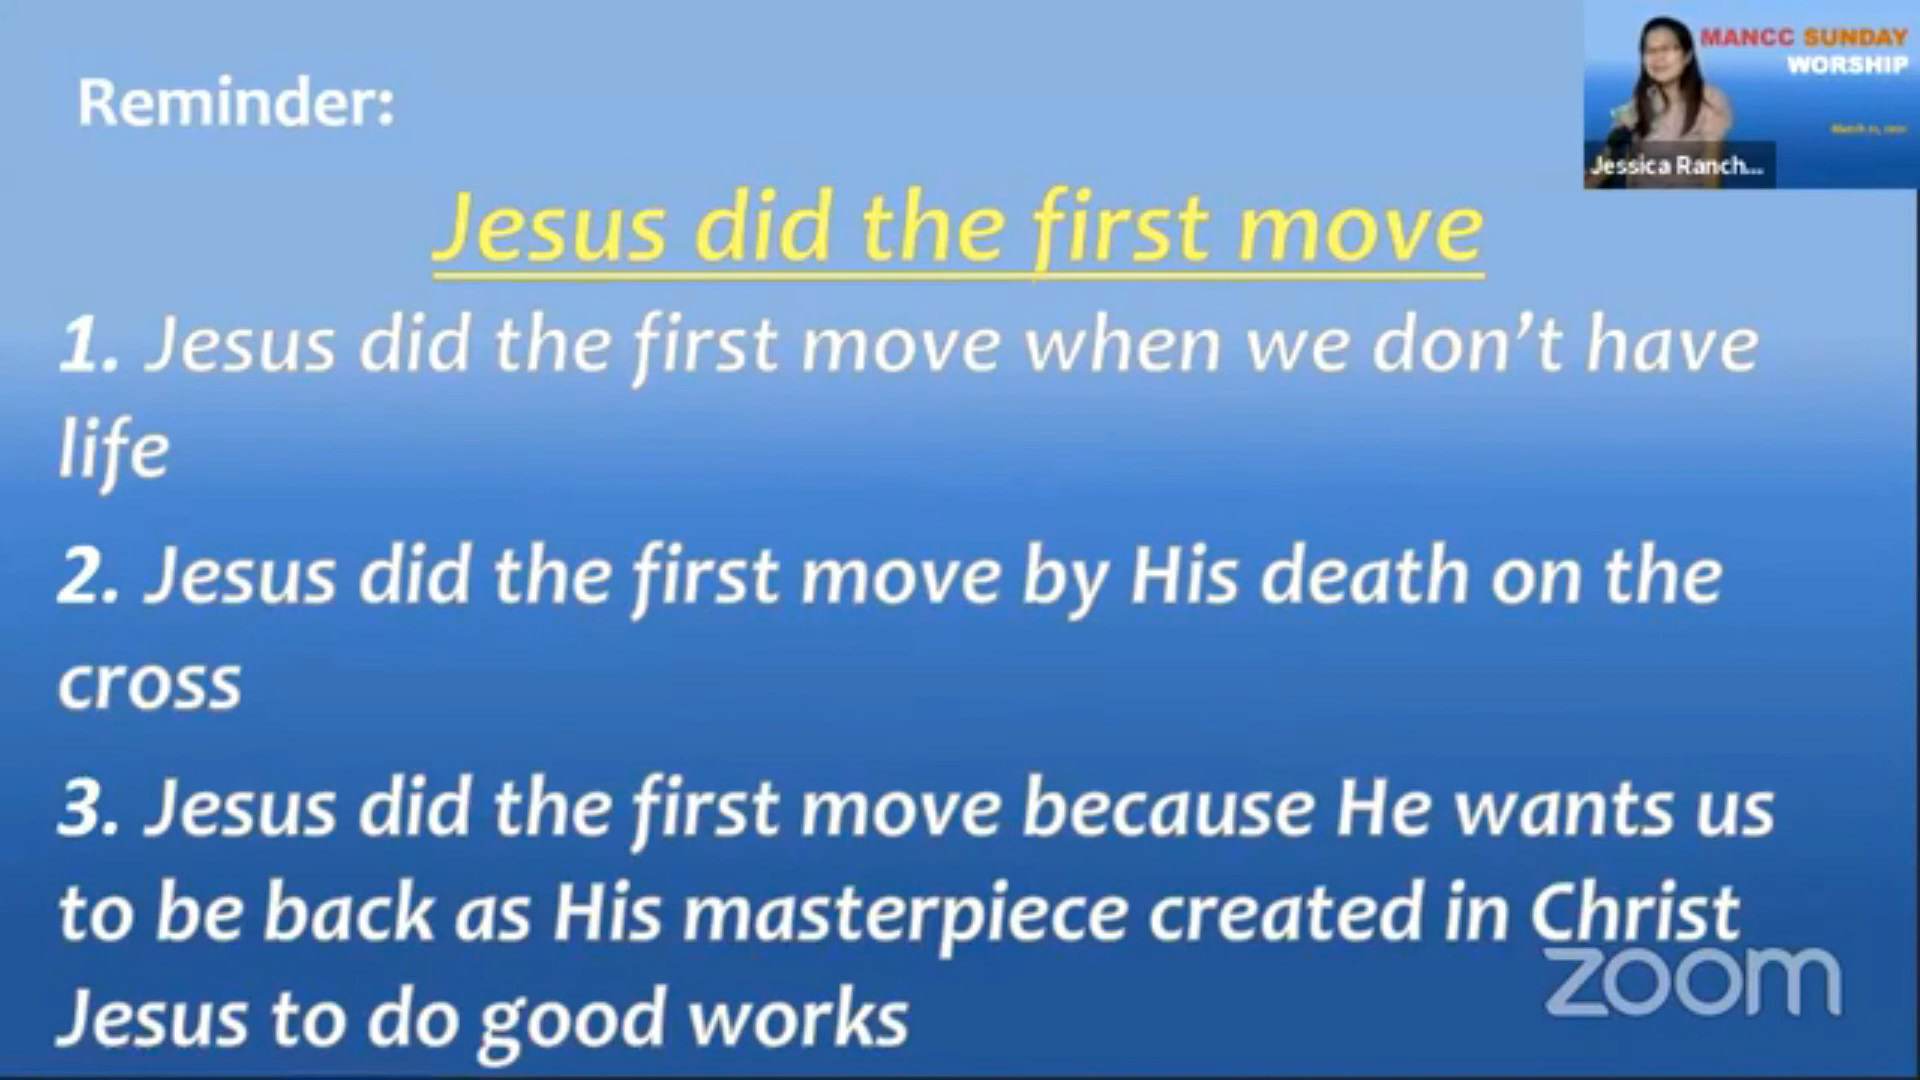 Reminder:
MANCC SUNDAY
WORSHIP
Jessica Ranch...
Jesus did the first move
1. Jesus did the first move when we don't have
life
2. Jesus did the first move by His death on the
cross
3. Jesus did the first move because He wants us
to be back as His masterpiece created in Christ
Jesus to do good works
zoom